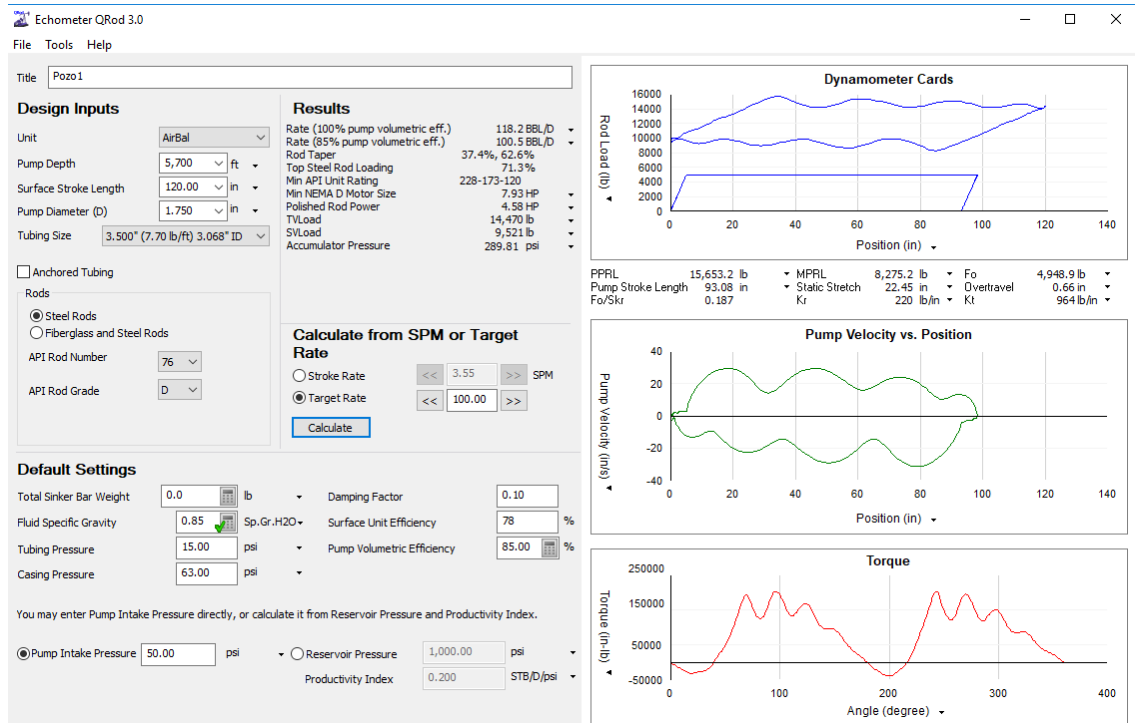 Echometer QRod 3.0
File Tools Help
Title Pozo1
Design Inputs
Unit AirBal
Pump Depth 5,700 ft
Surface Stroke Length 120.00 in
Pump Diameter (D) 1.750 in
Tubing Size 3.500" (7.70 lb/ft) 3.068" ID
Anchored Tubing
Rods
Steel Rods
Fiberglass and Steel Rods
API Rod Number 76
API Rod Grade D
Results
Rate (100% pump volumetric eff.) 118.2 BBL/D
Rate (85% pump volumetric eff.) 100.5 BBL/D
Rod Taper 37.4%, 62.6%
Top Steel Rod Loading 71.3%
Min API Unit Rating 228-173-120
Min NEMA D Motor Size 7.93 HP
Polished Rod Power 4.58 HP
TVLoad 14,470 lb
SVLoad 9,521 lb
Accumulator Pressure 289.81 psi
Calculate from SPM or Target
Rate
Stroke Rate << 3.55 >> SPM
Target Rate << 100.00 >>
Calculate
Default Settings
Total Sinker Bar Weight 0.0 lb
Fluid Specific Gravity 0.85 Sp.Gr.H2O
Tubing Pressure 15.00 psi
Casing Pressure 63.00 psi
Damping Factor 0.10
Surface Unit Efficiency 78 %
Pump Volumetric Efficiency 85.00 %
You may enter Pump Intake Pressure directly, or calculate it from Reservoir Pressure and Productivity Index.
Pump Intake Pressure 50.00 psi
Reservoir Pressure 1,000.00 psi
Productivity Index 0.200 STB/D/psi
Dynamometer Cards
Rod Load (lb)
16000
14000
12000
10000
8000
6000
4000
2000
0
0 20 40 60 80 100 120 140
Position (in)
PPRL 15,653.2 lb MPRL 8,275.2 lb Fo 4,948.9 lb
Pump Stroke Length 93.08 in Static Stretch 22.45 in Overtravel 0.66 in
Fo/Skr 0.187 Kr 220 lb/in Kt 964 lb/in
Pump Velocity vs. Position
Pump Velocity (in/s)
40
20
0
-20
-40
0 20 40 60 80 100 120 140
Position (in)
Torque
Torque (in-lb)
250000
150000
50000
-50000
0 100 200 300 400
Angle (degree)